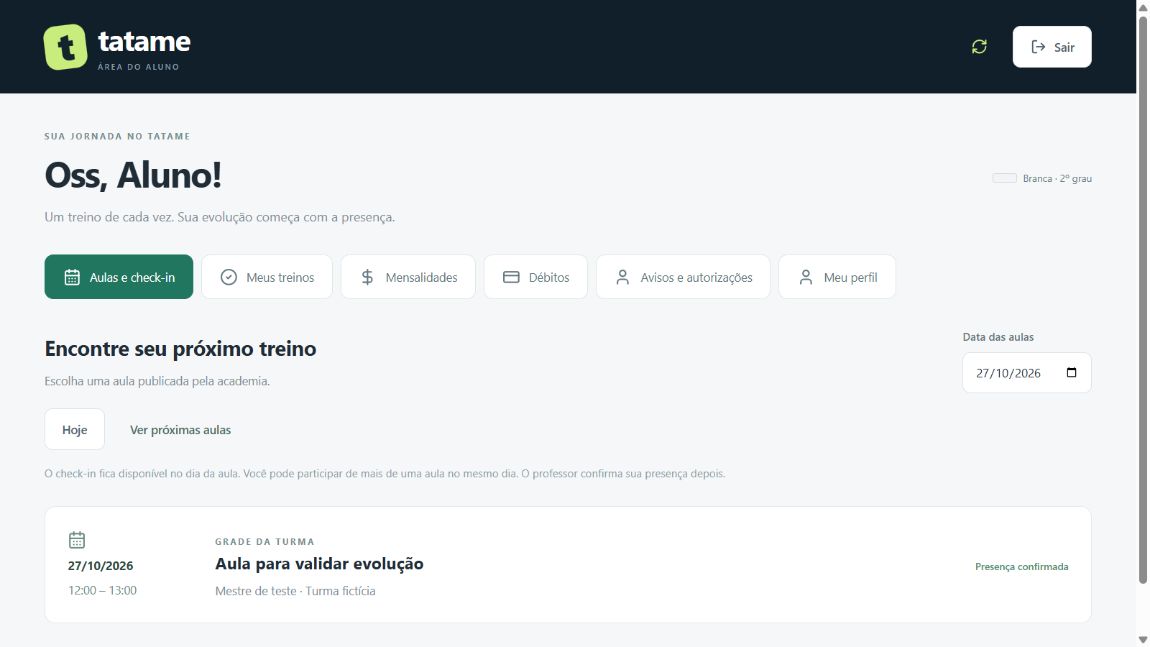 t tatame
ÁREA DO ALUNO
Sair
SUA JORNADA NO TATAME
Oss, Aluno!
Branca · 2º grau
Um treino de cada vez. Sua evolução começa com a presença.
Aulas e check-in
Meus treinos
Mensalidades
Débitos
Avisos e autorizações
Meu perfil
Encontre seu próximo treino
Data das aulas
Escolha uma aula publicada pela academia.
27/10/2026
Hoje
Ver próximas aulas
O check-in fica disponível no dia da aula. Você pode participar de mais de uma aula no mesmo dia. O professor confirma sua presença depois.
GRADE DA TURMA
27/10/2026
Aula para validar evolução
Presença confirmada
12:00 – 13:00
Mestre de teste · Turma fictícia